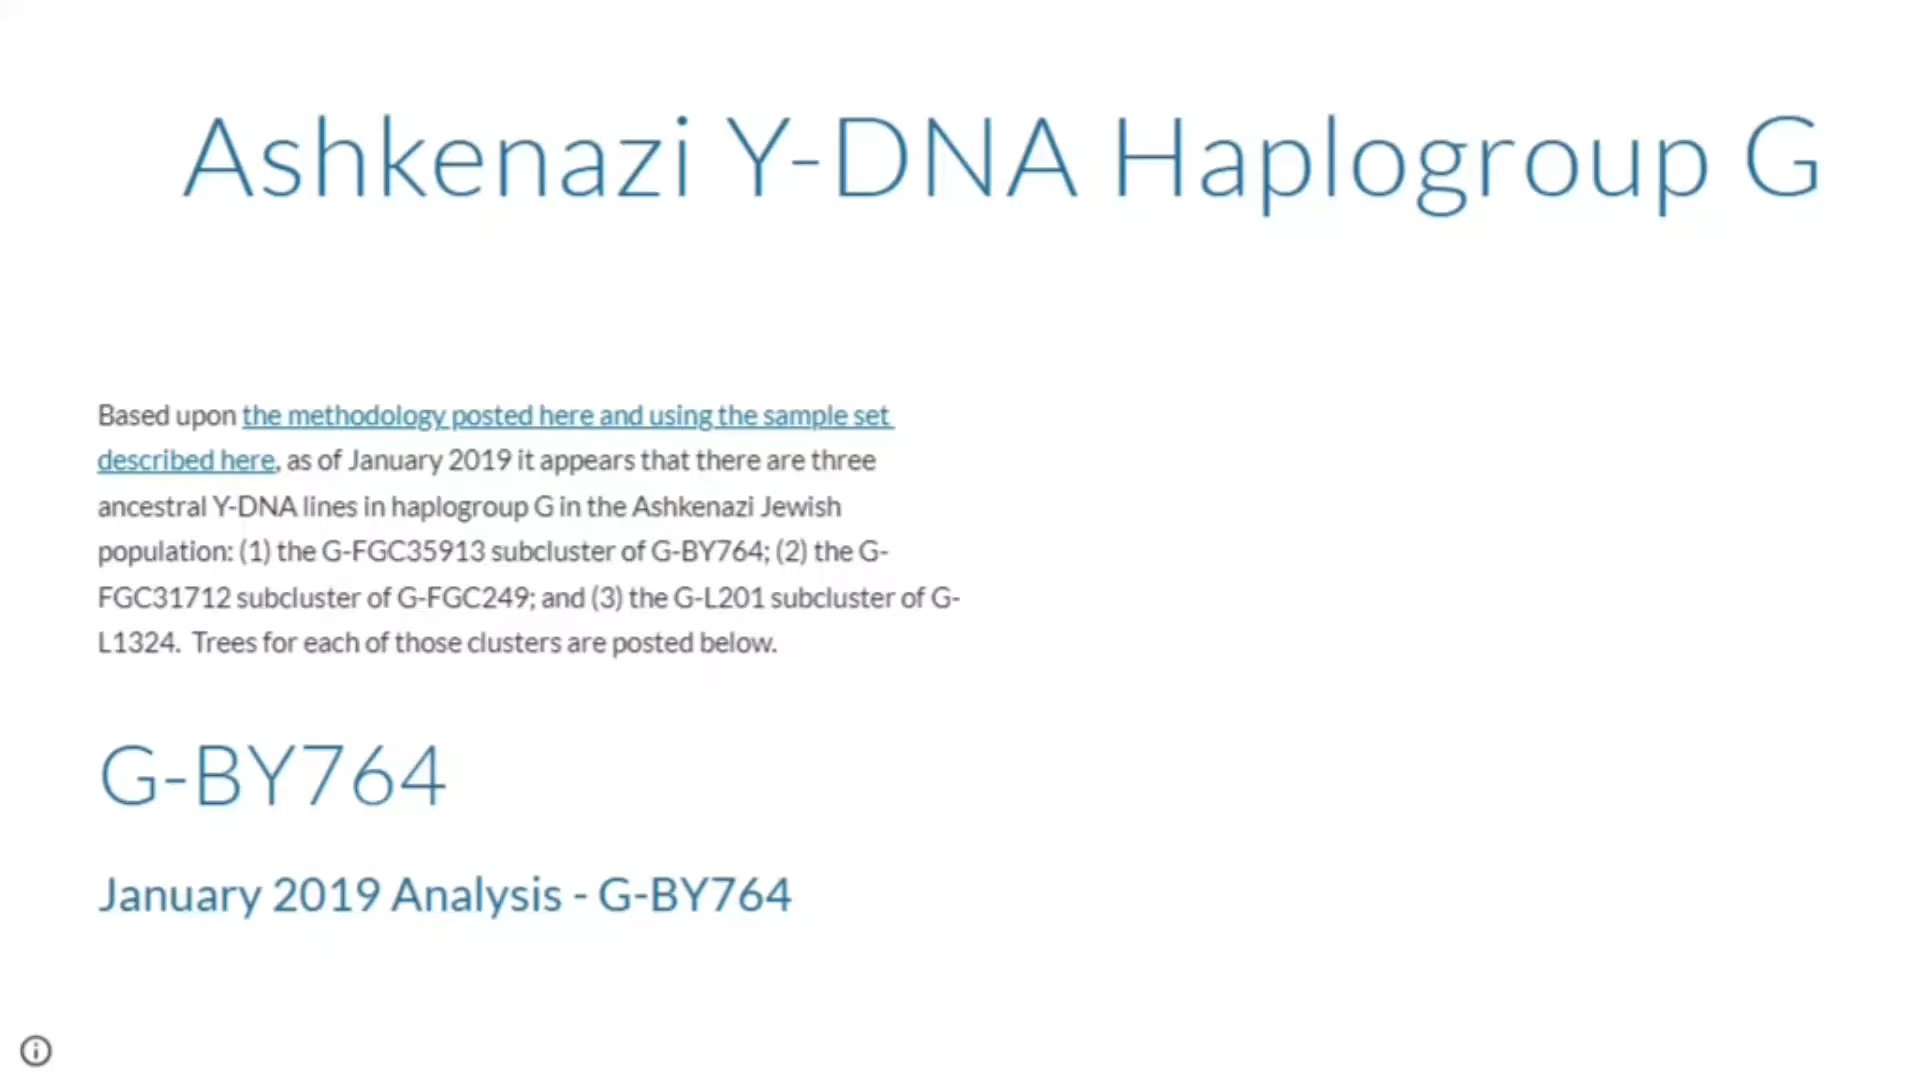 Ashkenazi Y-DNA Haplogroup G
Based upon the methodology posted here and using the sample set
described here, as of January 2019 it appears that there are three
ancestral Y-DNA lines in haplogroup G in the Ashkenazi Jewish
population: (1) the G-FGC35913 subcluster of G-BY764; (2) the G-
FGC31712 subcluster of G-FGC249; and (3) the G-L201 subcluster of G-
L1324. Trees for each of those clusters are posted below.
G-BY764
January 2019 Analysis - G-BY764